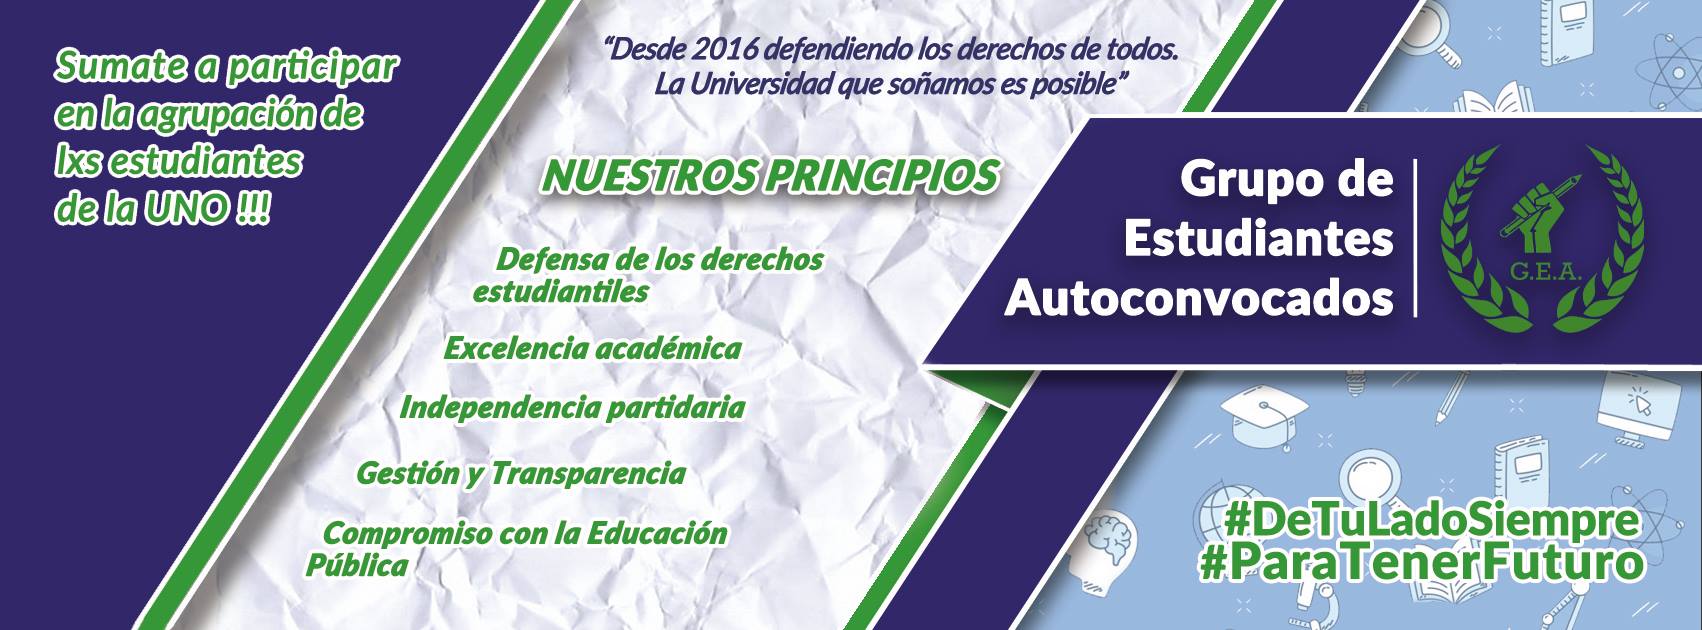 Sumate a participar
en la agrupación de
lxs estudiantes
de la UNO !!!
“Desde 2016 defendiendo los derechos de todos.
La Universidad que soñamos es posible”
NUESTROS PRINCIPIOS
Defensa de los derechos
estudiantiles
Excelencia académica
Independencia partidaria
Gestión y Transparencia
Compromiso con la Educación
Pública
Grupo de
Estudiantes
Autoconvocados
G.E.A.
#DeTuLadoSiempre
#ParaTenerFuturo